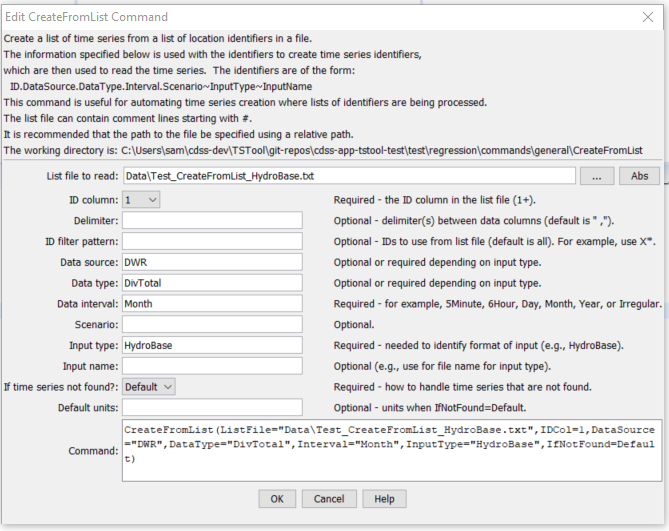 Edit CreateFromList Command
Create a list of time series from a list of location identifiers in a file.
The information specified below is used with the identifiers to create time series identifiers,
which are then used to read the time series.  The identifiers are of the form:
ID.DataSource.DataType.Interval.Scenario~InputType~InputName
This command is useful for automating time series creation where lists of identifiers are being processed.
The list file can contain comment lines starting with #.
It is recommended that the path to the file be specified using a relative path.
The working directory is: C:\Users\sam\cdss-dev\TSTool\git-repos\cdss-app-tstool-test\test\regression\commands\general\CreateFromList
List file to read: Data\Test_CreateFromList_HydroBase.txt ... Abs
ID column: 1 Required - the ID column in the list file (1+).
Delimiter: Optional - delimiter(s) between data columns (default is " ,").
ID filter pattern: Optional - IDs to use from list file (default is all). For example, use X*.
Data source: DWR Optional or required depending on input type.
Data type: DivTotal Optional or required depending on input type.
Data interval: Month Required - for example, 5Minute, 6Hour, Day, Month, Year, or Irregular.
Scenario: Optional.
Input type: HydroBase Required - needed to identify format of input (e.g., HydroBase).
Input name: Optional (e.g., use for file name for input type).
If time series not found?: Default Required - how to handle time series that are not found.
Default units: Optional - units when IfNotFound=Default.
Command: CreateFromList(ListFile="Data\Test_CreateFromList_HydroBase.txt",IDCol=1,DataSource
="DWR",DataType="DivTotal",Interval="Month",InputType="HydroBase",IfNotFound=Defaul
t)
OK Cancel Help